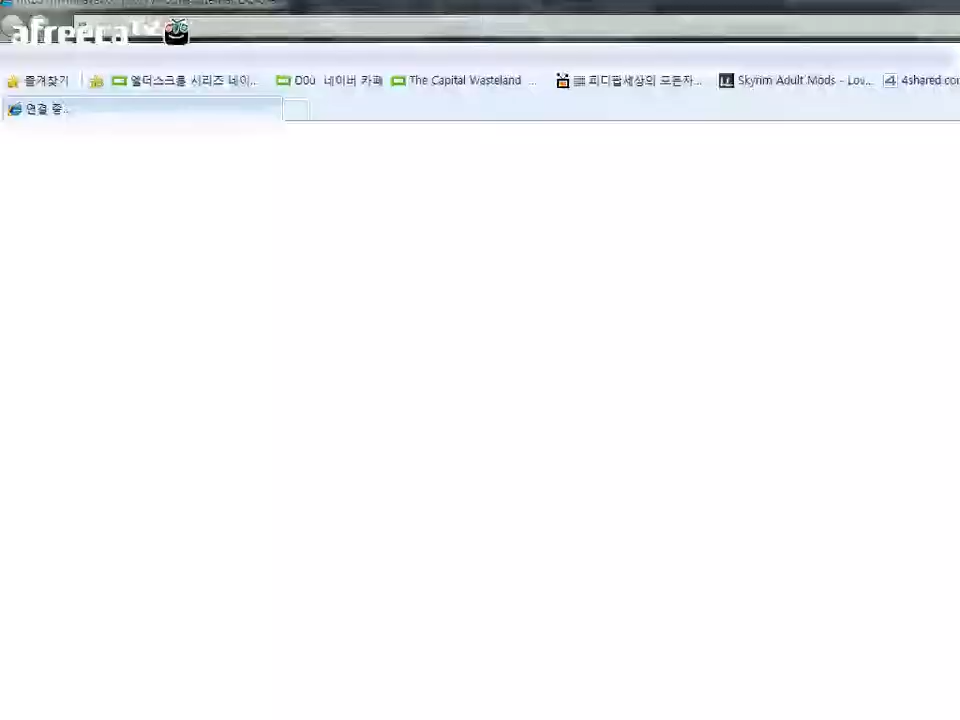 afreecaTV
즐겨찾기 엘더스크롤 시리즈 네이... 네이버 카페 The Capital Wasteland ... 피디팝세상의 모든자... Skyrim Adult Mods - Lov... 4shared.co
연결 중...